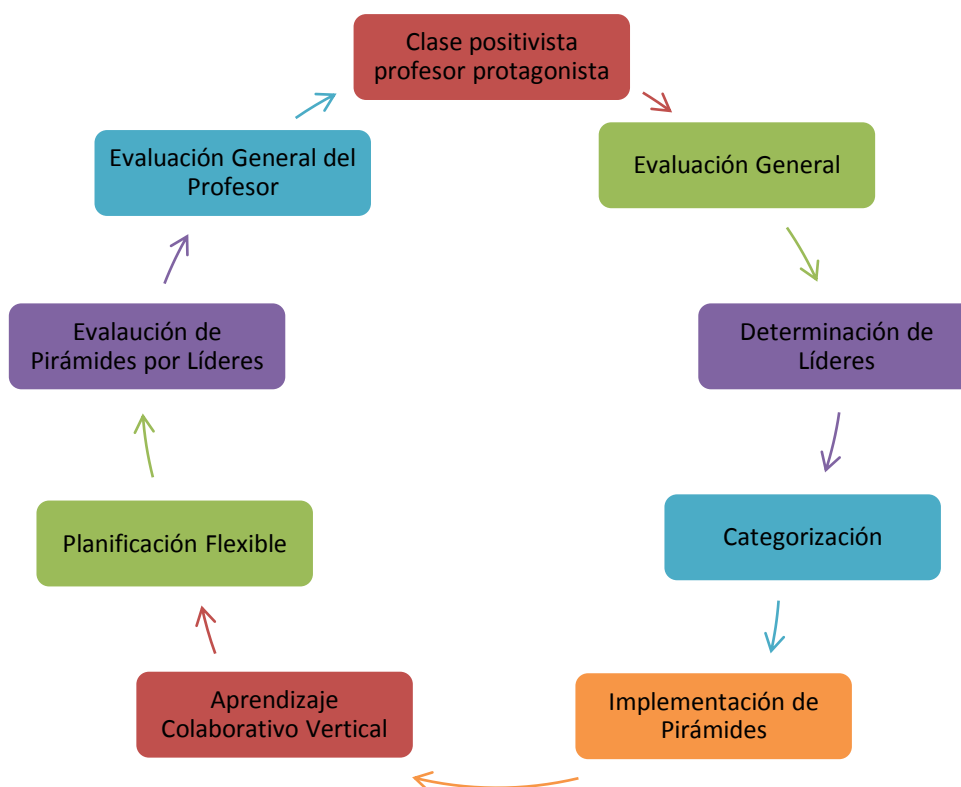 Clase positivista
profesor protagonista
Evaluación General
Determinación de
Líderes
Categorización
Implementación de
Pirámides
Aprendizaje
Colaborativo Vertical
Planificación Flexible
Evalaución de
Pirámides por Líderes
Evaluación General del
Profesor